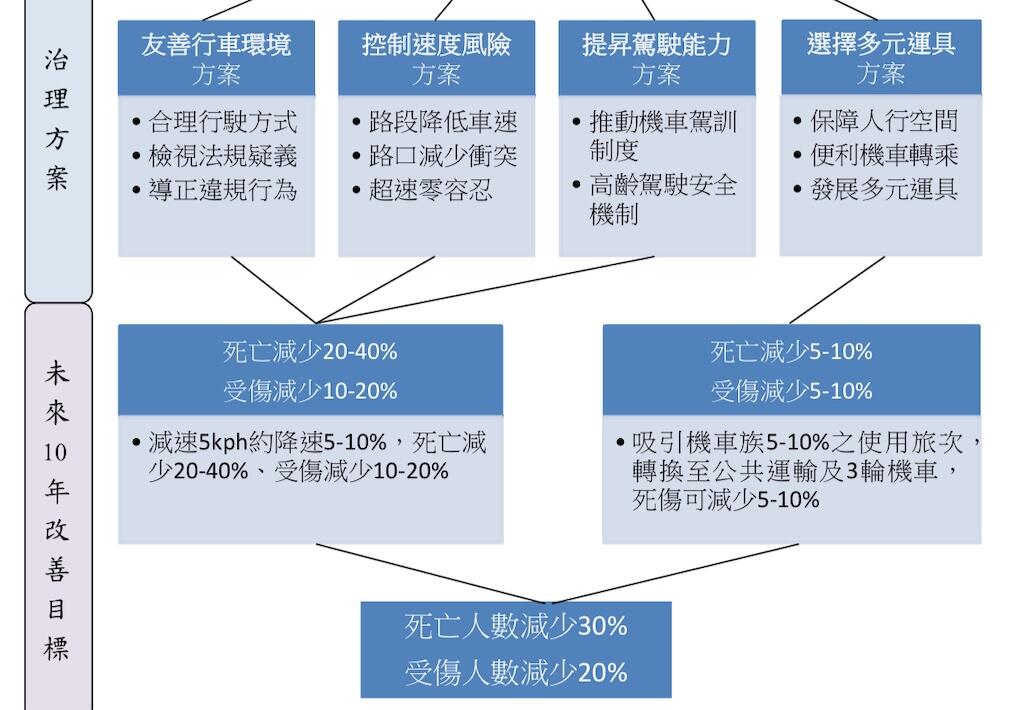 治理方案
友善行車環境
方案
• 合理行駛方式
• 檢視法規疑義
• 導正違規行為
控制速度風險
方案
• 路段降低車速
• 路口減少衝突
• 超速零容忍
提昇駕駛能力
方案
• 推動機車駕訓
制度
• 高齡駕駛安全
機制
選擇多元運具
方案
• 保障人行空間
• 便利機車轉乘
• 發展多元運具
未來10年改善目標
死亡減少20-40%
受傷減少10-20%
• 減速5kph約降速5-10%，死亡減
少20-40%、受傷減少10-20%
死亡減少5-10%
受傷減少5-10%
• 吸引機車族5-10%之使用旅次，
轉換至公共運輸及3輪機車，
死傷可減少5-10%
死亡人數減少30%
受傷人數減少20%